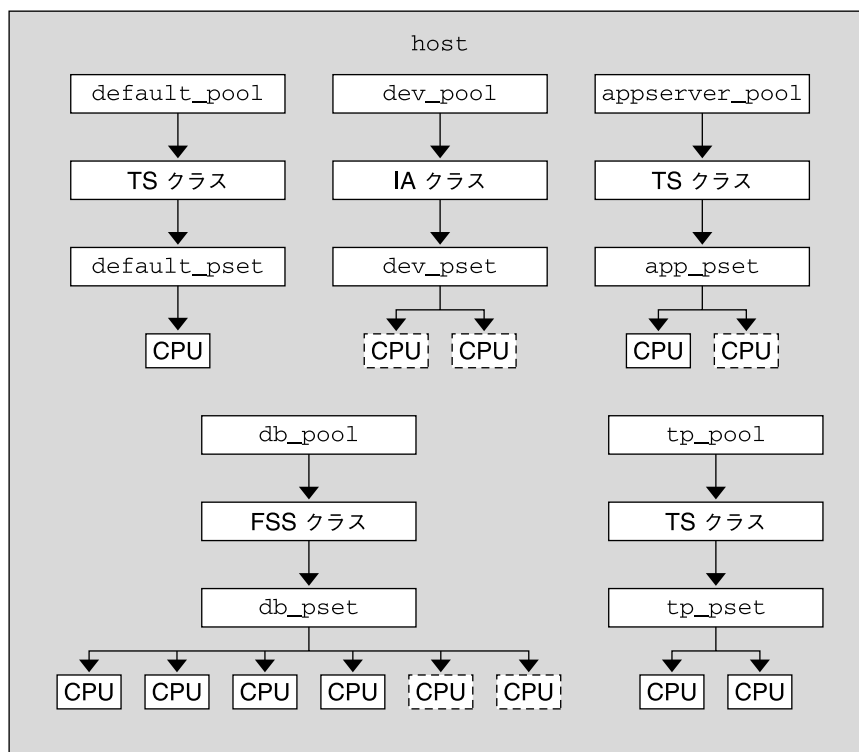 host
default_pool
dev_pool
appserver_pool
TS クラス
IA クラス
TS クラス
default_pset
dev_pset
app_pset
CPU
CPU
CPU
CPU
CPU
db_pool
tp_pool
FSS クラス
TS クラス
db_pset
tp_pset
CPU
CPU
CPU
CPU
CPU
CPU
CPU
CPU